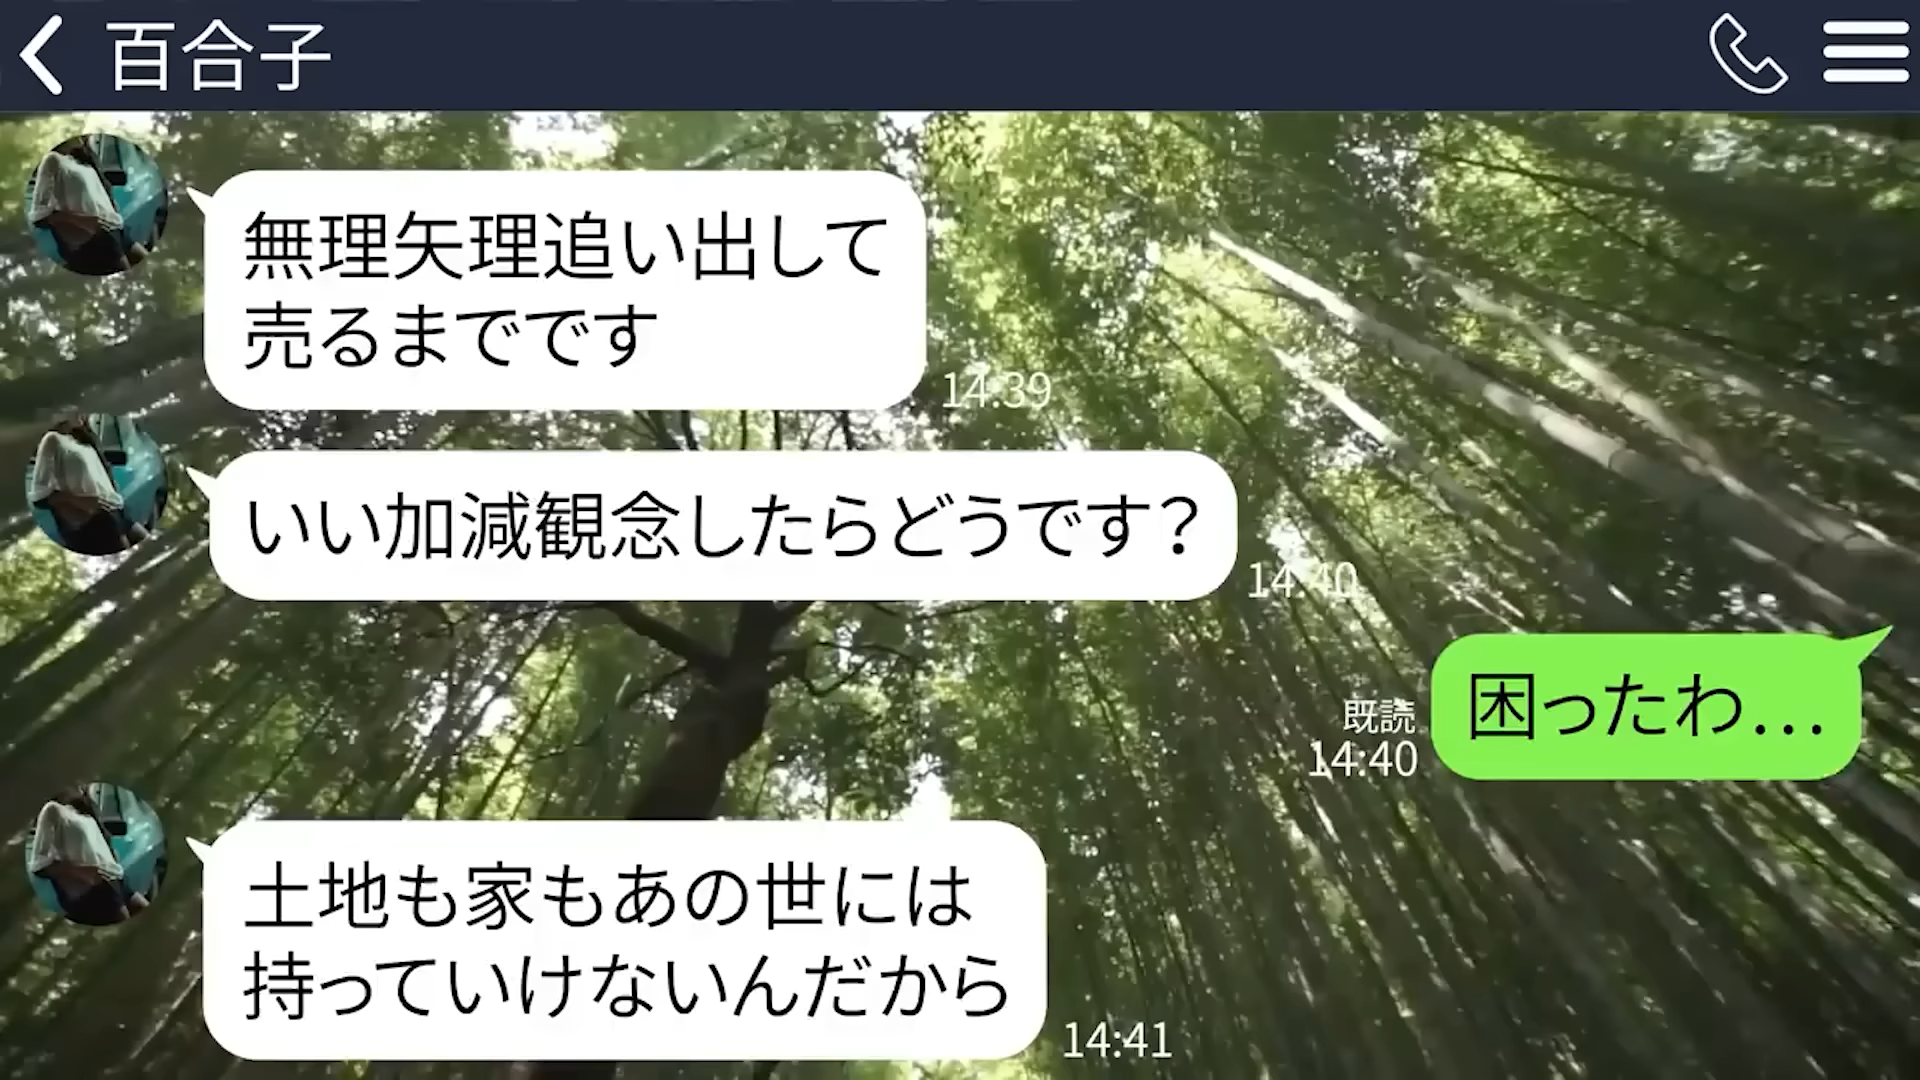 百合子
無理矢理追い出して
売るまでです
14:39
いい加減観念したらどうです？
14:40
困ったわ...
既読
14:40
土地も家もあの世には
持っていけないんだから
14:41